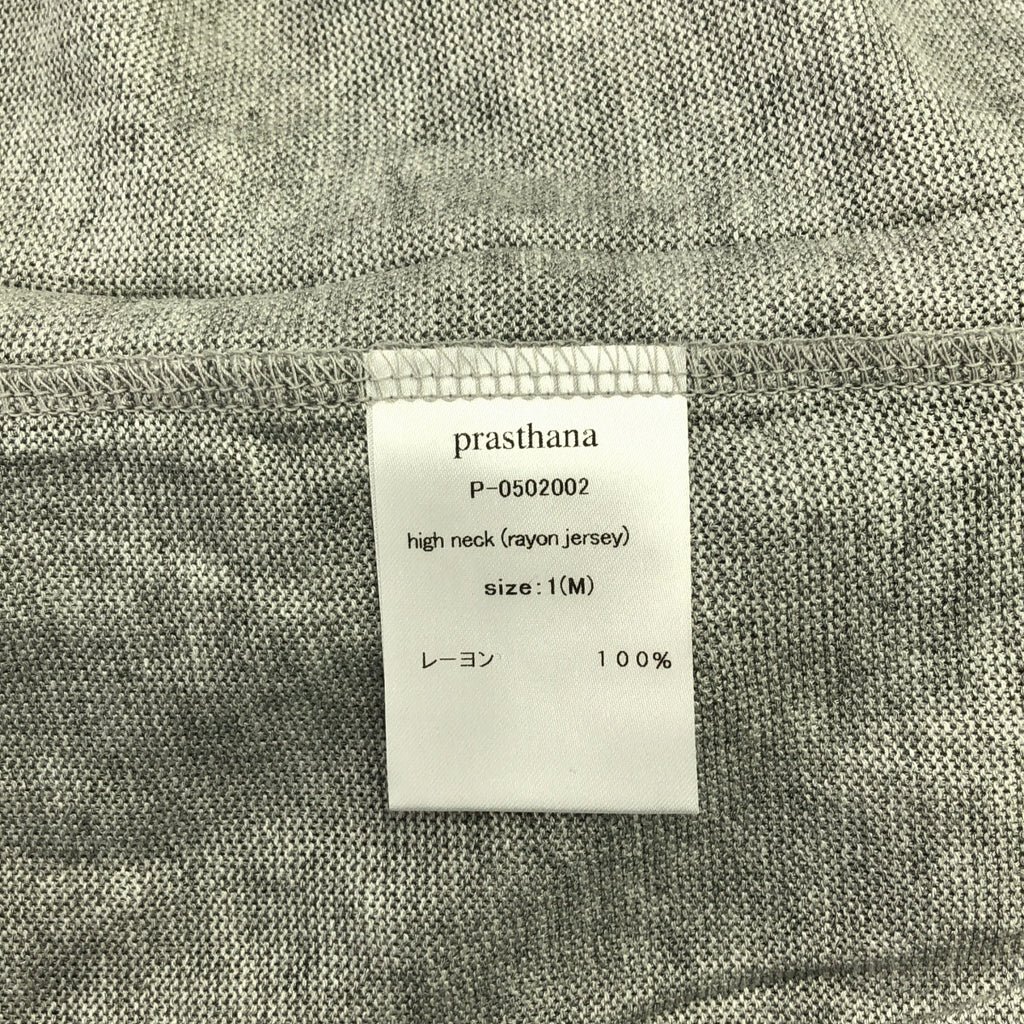 prasthana
P-0502002
high neck (rayon jersey)
size:1(M)
レーヨン 100%